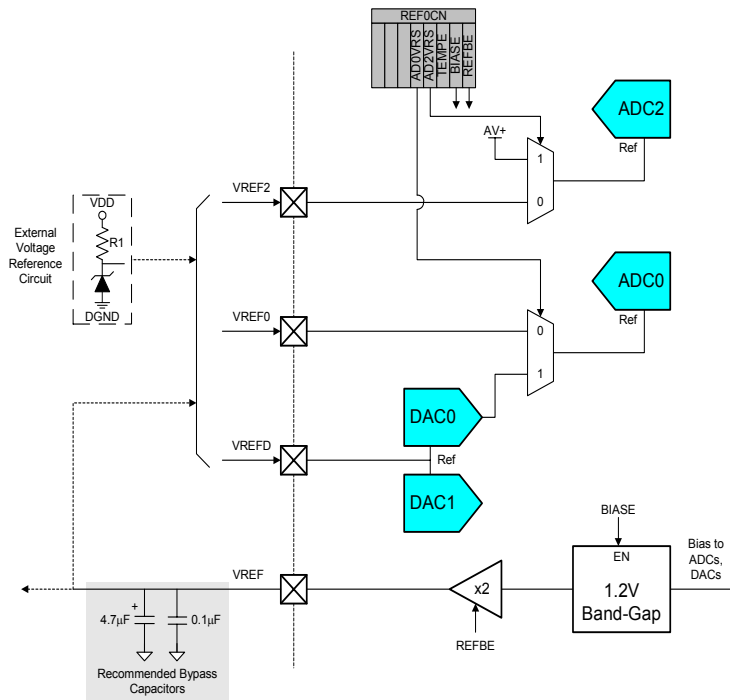 REF0CN
AD0VRS
AD2VRS
TEMPE
BIASE
REFBE
ADC2
AV+
Ref
1
0
VREF2
VDD
R1
DGND
External
Voltage
Reference
Circuit
ADC0
Ref
VREF0
0
1
DAC0
VREFD
Ref
DAC1
BIASE
EN
1.2V
Band-Gap
Bias to
ADCs,
DACs
VREF
x2
REFBE
+
4.7µF
0.1µF
Recommended Bypass
Capacitors